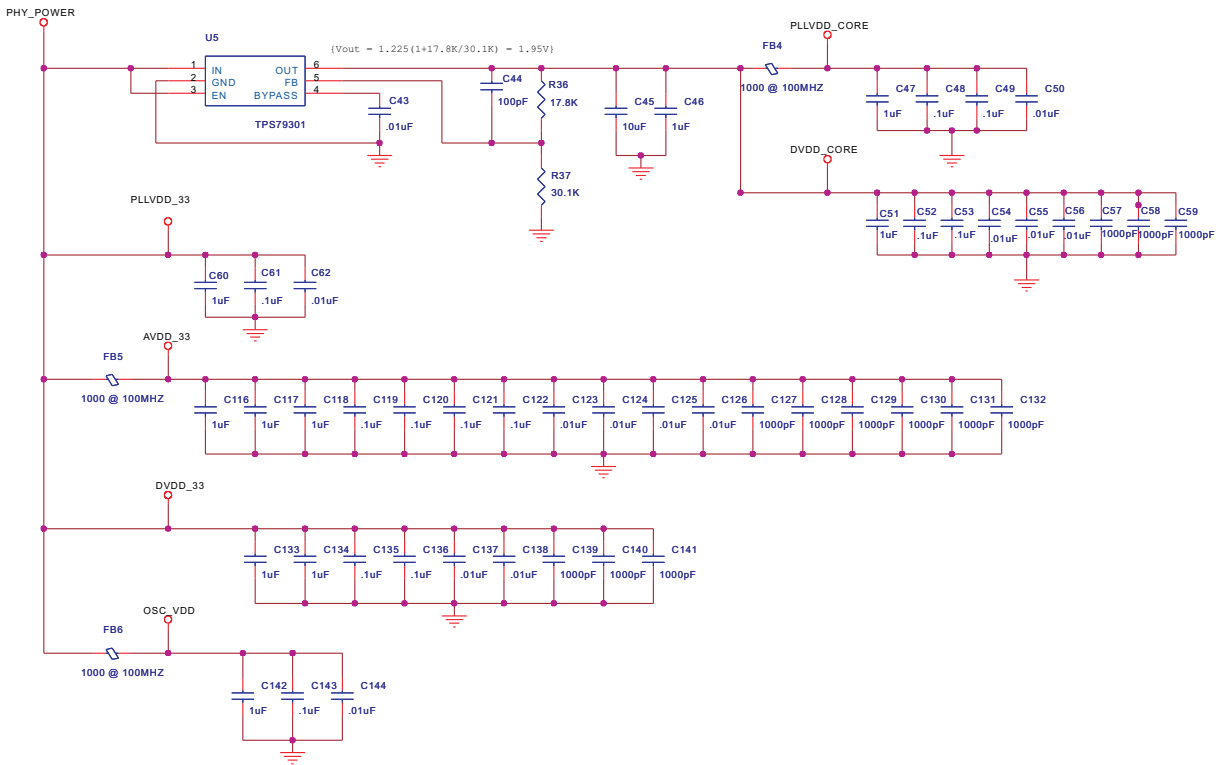 PHY_POWER
U5
{Vout = 1.225(1+17.8K/30.1K) = 1.95V}
1 IN OUT 6
2 GND FB 5
3 EN BYPASS 4
TPS79301
C43
.01uF
C44
100pF
R36
17.8K
R37
30.1K
C45
10uF
C46
1uF
FB4
1000 @ 100MHZ
PLLVDD_CORE
C47 C48 C49 C50
1uF .1uF .1uF .01uF
DVDD_CORE
C51 C52 C53 C54 C55 C56 C57 C58 C59
1uF .1uF .1uF .01uF .01uF .01uF 1000pF 1000pF 1000pF
PLLVDD_33
C60 C61 C62
1uF .1uF .01uF
AVDD_33
FB5
1000 @ 100MHZ
C116 C117 C118 C119 C120 C121 C122 C123 C124 C125 C126 C127 C128 C129 C130 C131 C132
1uF 1uF 1uF .1uF .1uF .1uF .1uF .01uF .01uF .01uF .01uF 1000pF 1000pF 1000pF 1000pF 1000pF 1000pF
DVDD_33
C133 C134 C135 C136 C137 C138 C139 C140 C141
1uF 1uF .1uF .1uF .01uF .01uF 1000pF 1000pF 1000pF
OSC_VDD
FB6
1000 @ 100MHZ
C142 C143 C144
1uF .1uF .01uF